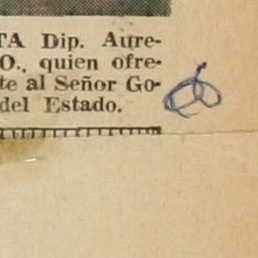 TA Dip. Aure-
O., quien ofre-
te al Señor Go-
del Estado.